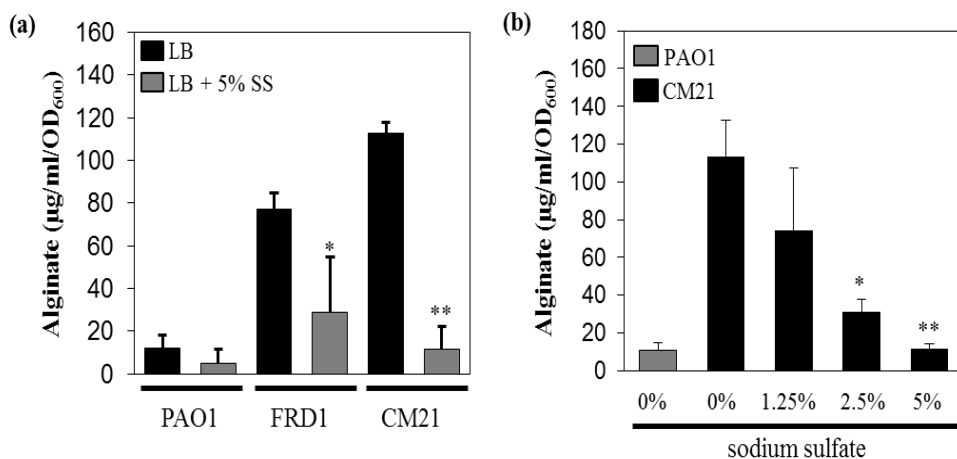 (a)
Alginate (µg/ml/OD600)
160
140
120
100
80
60
40
20
0
LB
LB + 5% SS
*
**
PAO1
FRD1
CM21
(b)
Alginate (µg/ml/OD600)
180
160
140
120
100
80
60
40
20
0
PAO1
CM21
*
**
0%
0%
1.25%
2.5%
5%
sodium sulfate